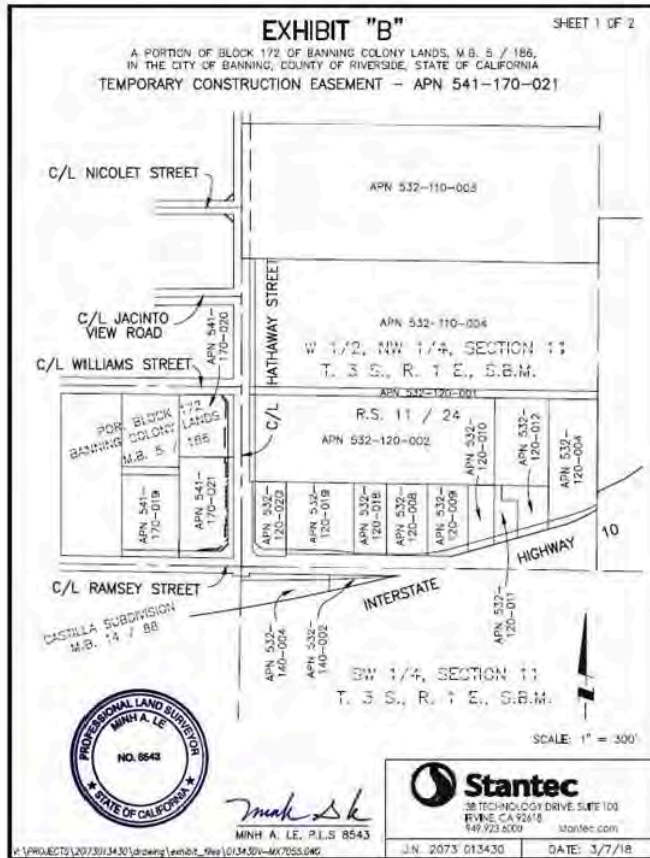 EXHIBIT "B"
SHEET 1 OF 2
A PORTION OF BLOCK 172 OF BANNING COLONY LANDS, M.B. 5 / 186,
IN THE CITY OF BANNING, COUNTY OF RIVERSIDE, STATE OF CALIFORNIA
TEMPORARY CONSTRUCTION EASEMENT - APN 541-170-021
C/L NICOLET STREET
APN 532-110-003
HATHAWAY STREET
C/L JACINTO
VIEW ROAD
APN 541-
170-020
APN 532-110-004
C/L WILLIAMS STREET
W 1/2, NW 1/4, SECTION 11
T. 3 S., R. 1 E., S.B.M.
APN 532-120-001
C/L
POR. BLOCK 172
BANNING COLONY LANDS
M.B. 5 / 186
R.S. 11 / 24
APN 532-120-002
APN 532-
120-010
APN 532-
120-012
APN 532-
120-004
APN 541-
170-019
APN 541-
170-021
APN 532-
120-020
APN 532-
120-019
APN 532-
120-018
APN 532-
120-008
APN 532-
120-009
INTERSTATE
HIGHWAY
10
C/L RAMSEY STREET
CASTILLA SUBDIVISION
M.B. 14 / 88
APN 532-
140-004
APN 532-
140-002
APN 532-
120-011
SW 1/4, SECTION 11
T. 3 S., R. 1 E., S.B.M.
SCALE: 1" = 300'
PROFESSIONAL LAND SURVEYOR
MINH A. LE
NO. 8543
STATE OF CALIFORNIA
MINH A. LE, P.L.S 8543
Stantec
38 TECHNOLOGY DRIVE, SUITE 100
IRVINE, CA 92618
949.923.6000 stantec.com
J.N. 2073 013430
DATE: 3/7/18